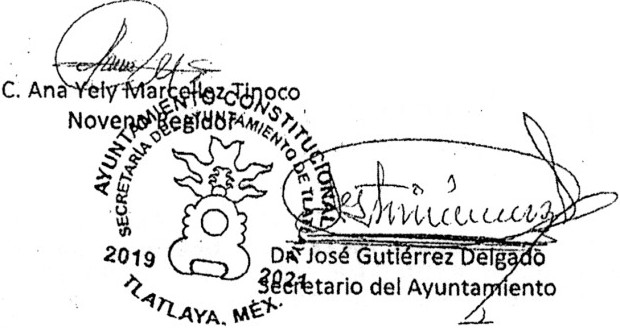 C. Ana Yely Marcellez Tinoco
Noveno Regidor
AYUNTAMIENTO CONSTITUCIONAL
SECRETARÍA DEL AYUNTAMIENTO DE TLATLAYA
2019
2021
TLATLAYA, MÉX.
Dr. José Gutiérrez Delgado
Secretario del Ayuntamiento